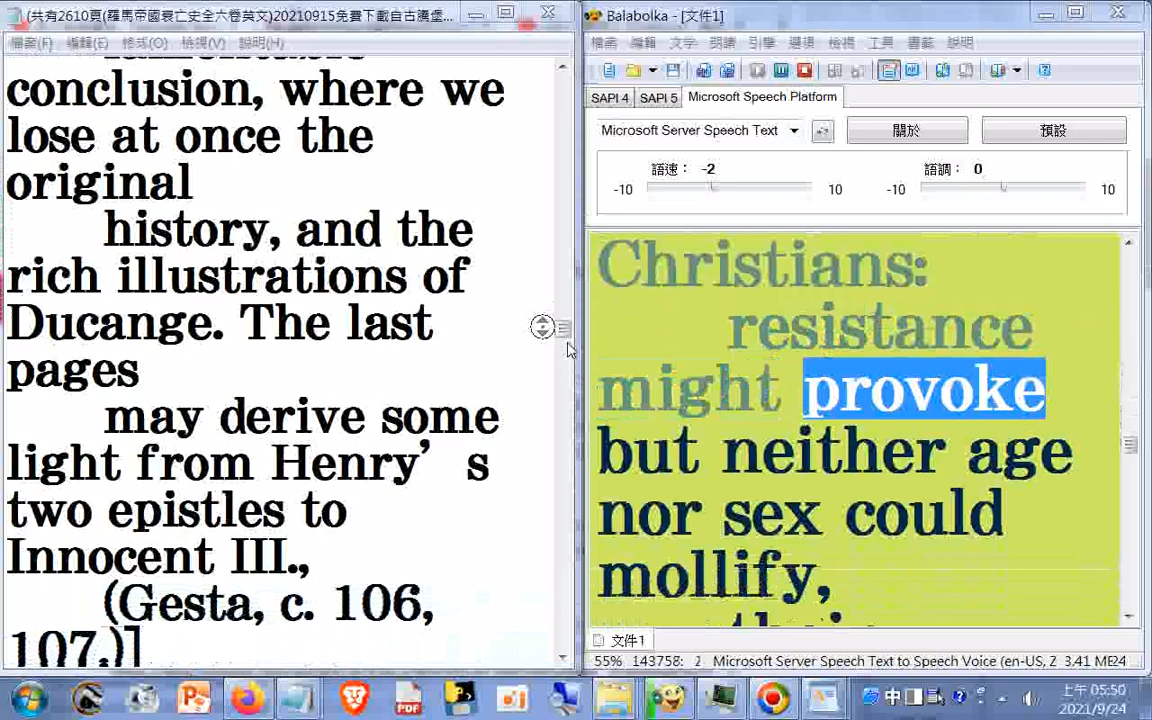 (共有2610頁(羅馬帝國衰亡史全六卷英文)20210915免費下載自古騰堡...
檔案(F) 編輯(E) 格式(O) 檢視(V) 說明(H)
conclusion, where we
lose at once the
original
history, and the
rich illustrations of
Ducange. The last
pages
may derive some
light from Henry’s
two epistles to
Innocent III.,
(Gesta, c. 106,
107.)]
Balabolka - [文件1]
檔案 編輯 文字 朗讀 引擎 選項 檢視 工具 書籤 說明
SAPI 4 SAPI 5 Microsoft Speech Platform
Microsoft Server Speech Text 關於 預設
語速： -2 語調： 0
-10 10 -10 10
Christians:
resistance
might provoke
but neither age
nor sex could
mollify,
文件1
55% 143758: 2 Microsoft Server Speech Text to Speech Voice (en-US, Z 3.41 ME24
中
上午 05:50
2021/9/24